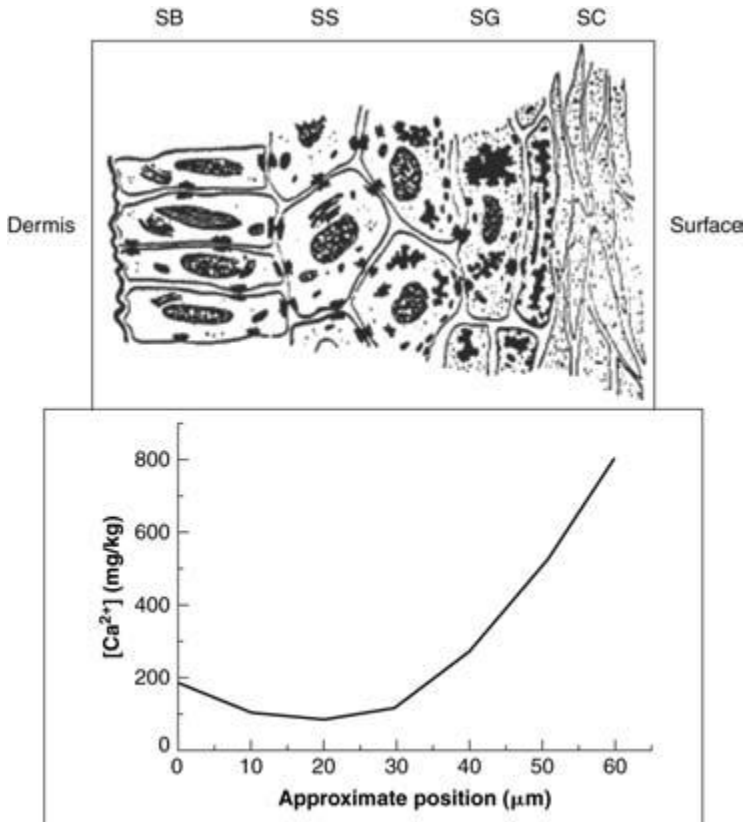 SB SS SG SC
Dermis Surface
800
600
400
200
0
[Ca²⁺] (mg/kg)
0 10 20 30 40 50 60
Approximate position (μm)